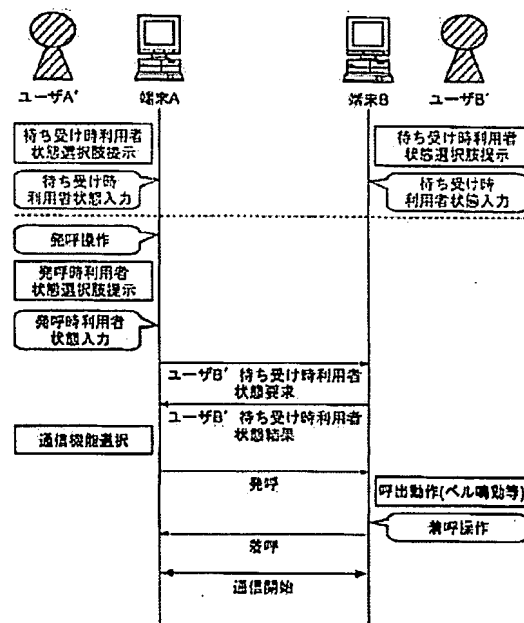 ユーザA'
端末A
端末B
ユーザB'
待ち受け時利用者
状態選択肢提示
待ち受け時利用者
状態選択肢提示
待ち受け時
利用者状態入力
待ち受け時
利用者状態入力
発呼操作
発呼時利用者
状態選択肢提示
発呼時利用者
状態入力
ユーザB' 待ち受け時利用者
状態要求
ユーザB' 待ち受け時利用者
状態結果
通信機能選択
発呼
呼出動作(ベル鳴動等)
着呼操作
着呼
通信開始